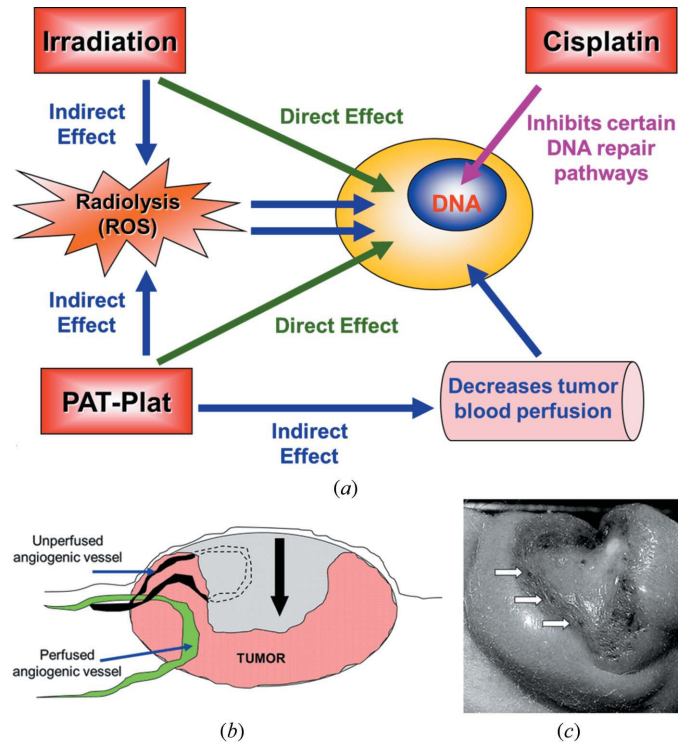 Irradiation
Cisplatin
Indirect
Effect
Direct Effect
Inhibits certain
DNA repair
pathways
Radiolysis
(ROS)
DNA
Indirect
Effect
Direct Effect
PAT-Plat
Decreases tumor
blood perfusion
Indirect
Effect
(a)
Unperfused
angiogenic vessel
Perfused
angiogenic vessel
TUMOR
(b)
(c)